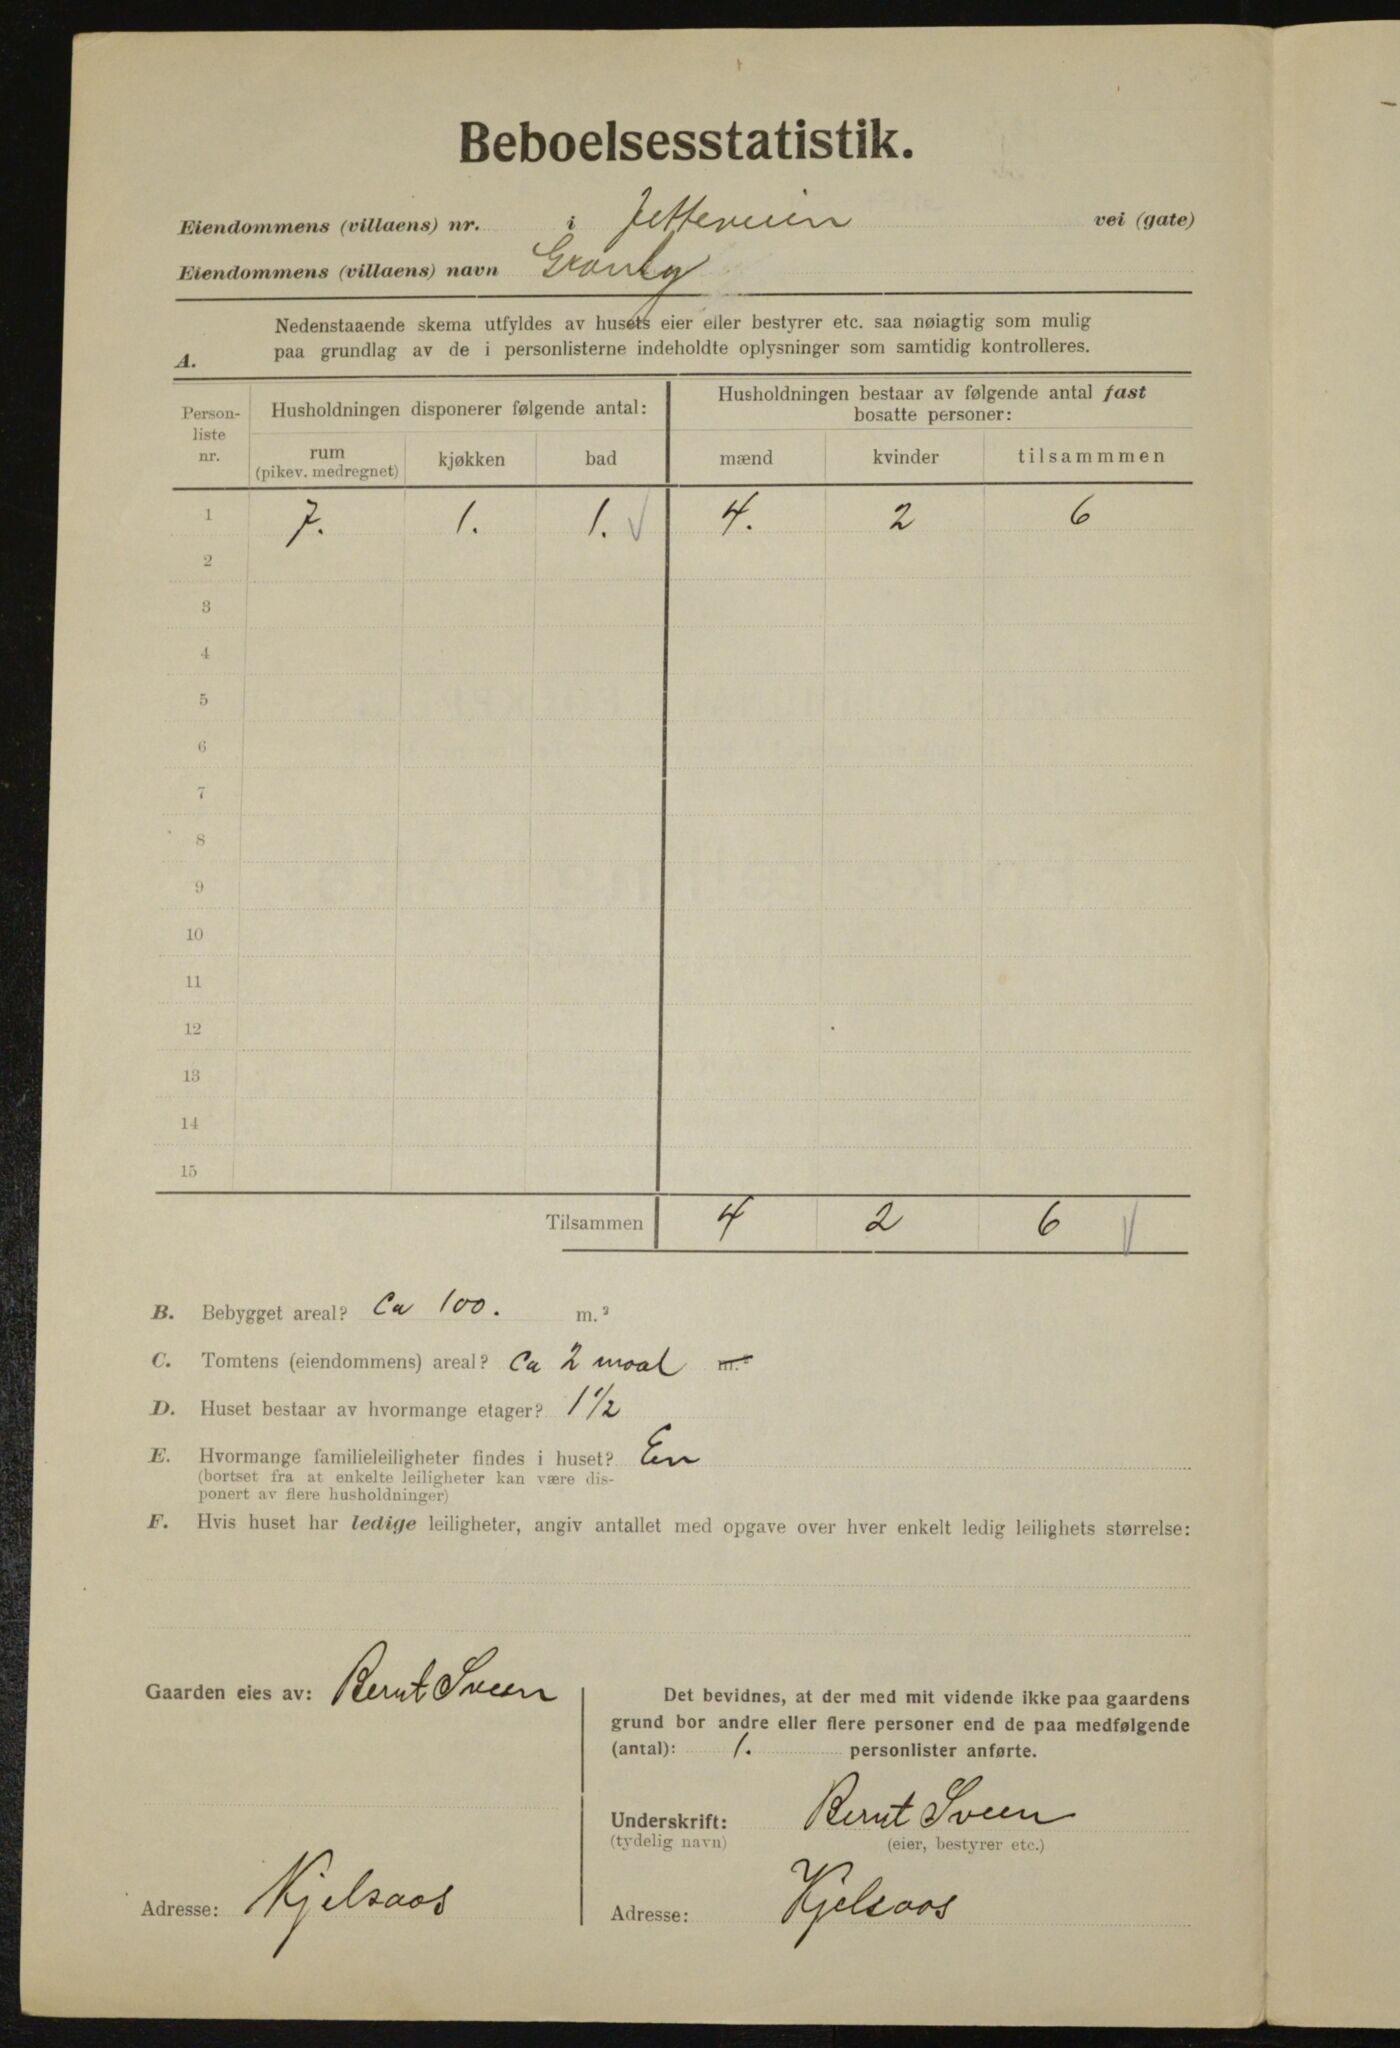 Beboelsesstatistik.
Eiendommens (villaens) nr. i Jetteveien vei (gate)
Eiendommens (villaens) navn Granly
A. Nedenstaaende skema utfyldes av husets eier eller bestyrer etc. saa nøiagtig som mulig
paa grundlag av de i personlisterne indeholdte oplysninger som samtidig kontrolleres.
Person-liste nr. Husholdningen disponerer følgende antal: Husholdningen bestaar av følgende antal fast bosatte personer:
rum (pikev. medregnet) kjøkken bad mænd kvinder tilsammmen
1 7. 1. 1. 4. 2 6
2
3
4
5
6
7
8
9
10
11
12
13
14
15
Tilsammen 4 2 6
B. Bebygget areal? ca 100. m.²
C. Tomtens (eiendommens) areal? ca 2 maal m.²
D. Huset bestaar av hvormange etager? 1 1/2
E. Hvormange familieleiligheter findes i huset? En
(bortset fra at enkelte leiligheter kan være dis-
ponert av flere husholdninger)
F. Hvis huset har ledige leiligheter, angiv antallet med opgave over hver enkelt ledig leilighets størrelse:
Gaarden eies av: Bernt Sveen
Adresse: Kjelsaas
Det bevidnes, at der med mit vidende ikke paa gaardens
grund bor andre eller flere personer end de paa medfølgende
(antal): 1. personlister anførte.
Underskrift: Bernt Sveen
(tydelig navn) (eier, bestyrer etc.)
Adresse: Kjelsaas